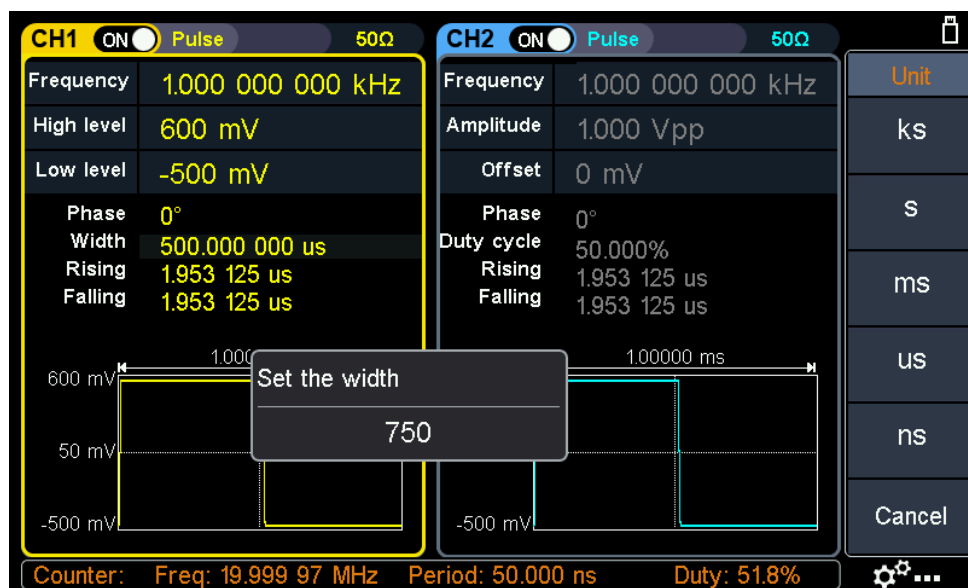 CH1 ON Pulse 50Ω
Frequency 1.000 000 000 kHz
High level 600 mV
Low level -500 mV
Phase 0°
Width 500.000 000 us
Rising 1.953 125 us
Falling 1.953 125 us
600 mV
50 mV
-500 mV
CH2 ON Pulse 50Ω
Frequency 1.000 000 000 kHz
Amplitude 1.000 Vpp
Offset 0 mV
Phase 0°
Duty cycle 50.000%
Rising 1.953 125 us
Falling 1.953 125 us
1.00000 ms
-500 mV
Set the width
750
Unit
ks
s
ms
us
ns
Cancel
Counter: Freq: 19.999 97 MHz Period: 50.000 ns Duty: 51.8%